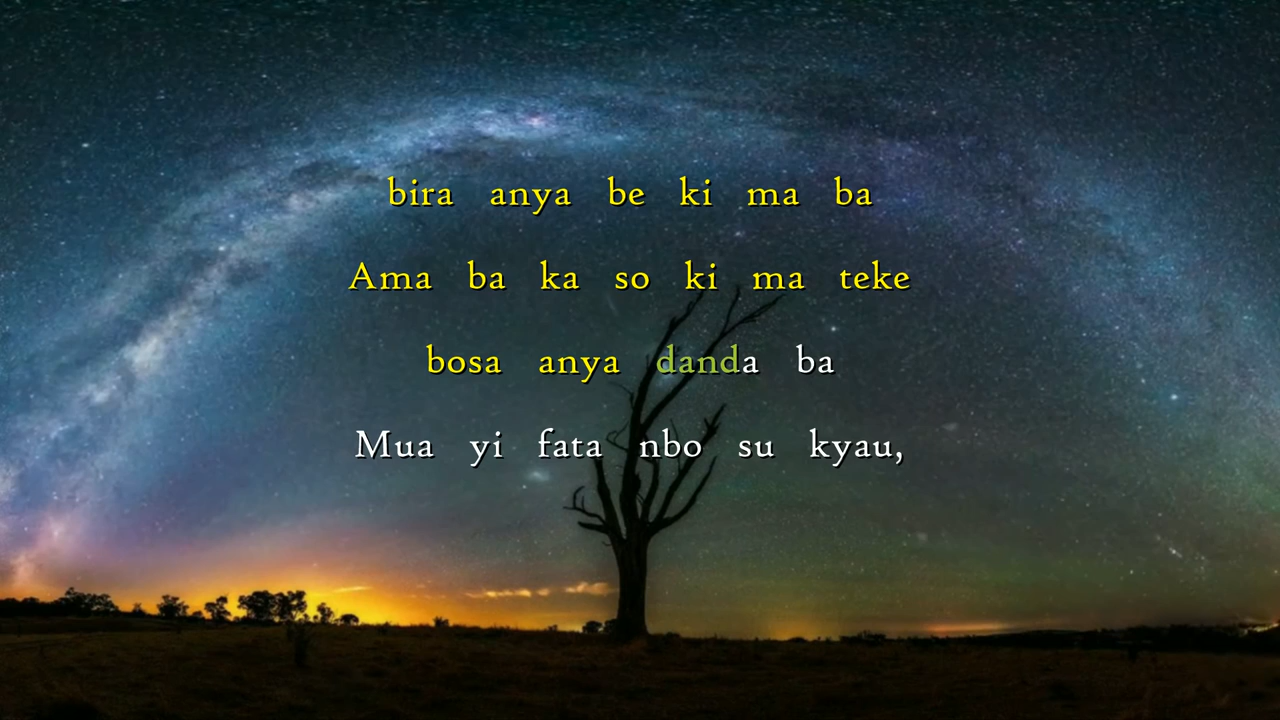 bira anya be ki ma ba
Ama ba ka so ki ma teke
bosa anya danda ba
Mua yi fata nbo su kyau,